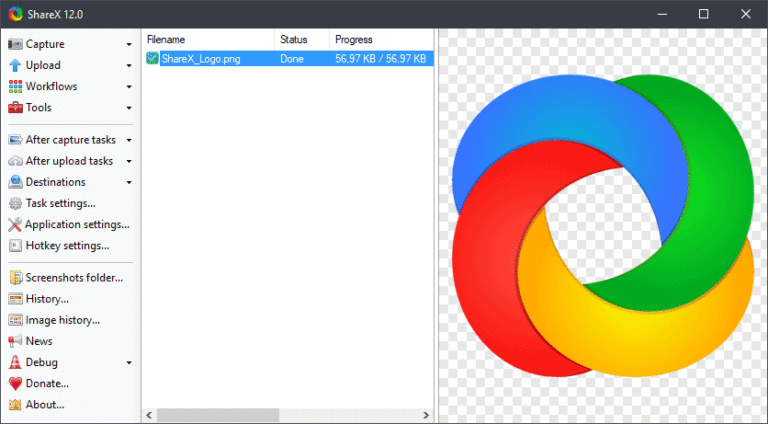 ShareX 12.0
Capture
Upload
Workflows
Tools
After capture tasks
After upload tasks
Destinations
Task settings...
Application settings...
Hotkey settings...
Screenshots folder...
History...
Image history...
News
Debug
Donate...
About...
Filename Status Progress
ShareX_Logo.png Done 56,97 KB / 56,97 KB